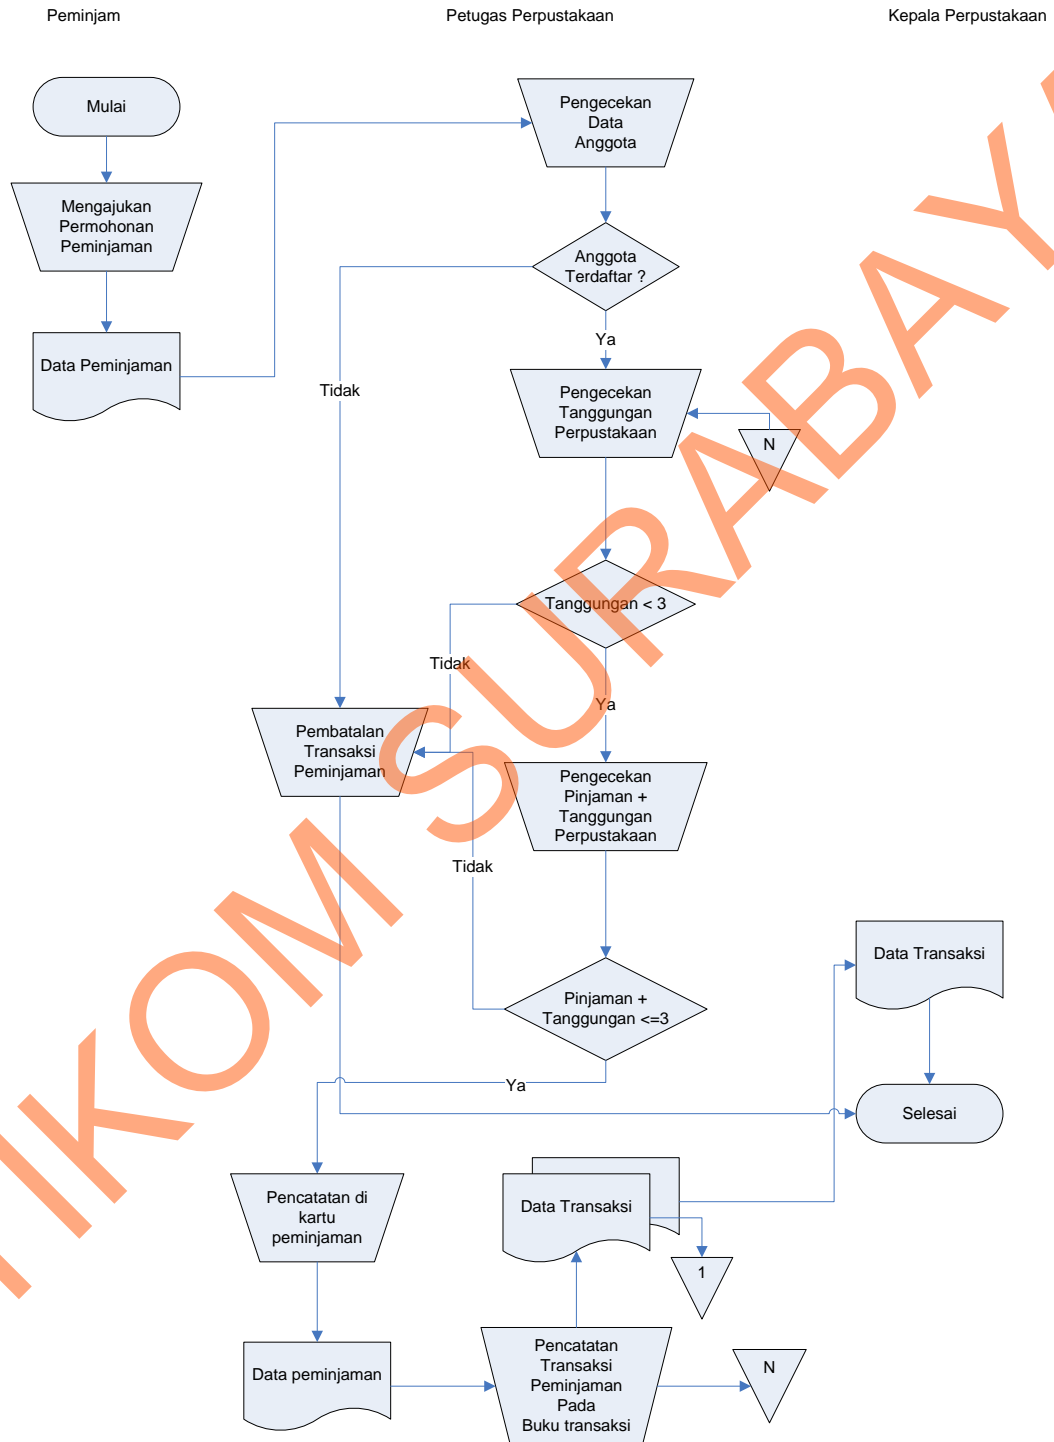 Peminjam
Petugas Perpustakaan
Kepala Perpustakaan
Mulai
Mengajukan
Permohonan
Peminjaman
Data Peminjaman
Pengecekan
Data
Anggota
Anggota
Terdaftar ?
Ya
Tidak
Pengecekan
Tanggungan
Perpustakaan
N
Tanggungan < 3
Tidak
Ya
Pembatalan
Transaksi
Peminjaman
Pengecekan
Pinjaman +
Tanggungan
Perpustakaan
Tidak
Pinjaman +
Tanggungan <=3
Ya
Data Transaksi
Selesai
Pencatatan di
kartu
peminjaman
Data Transaksi
1
Data peminjaman
Pencatatan
Transaksi
Peminjaman
Pada
Buku transaksi
N
IKOM SURABAY